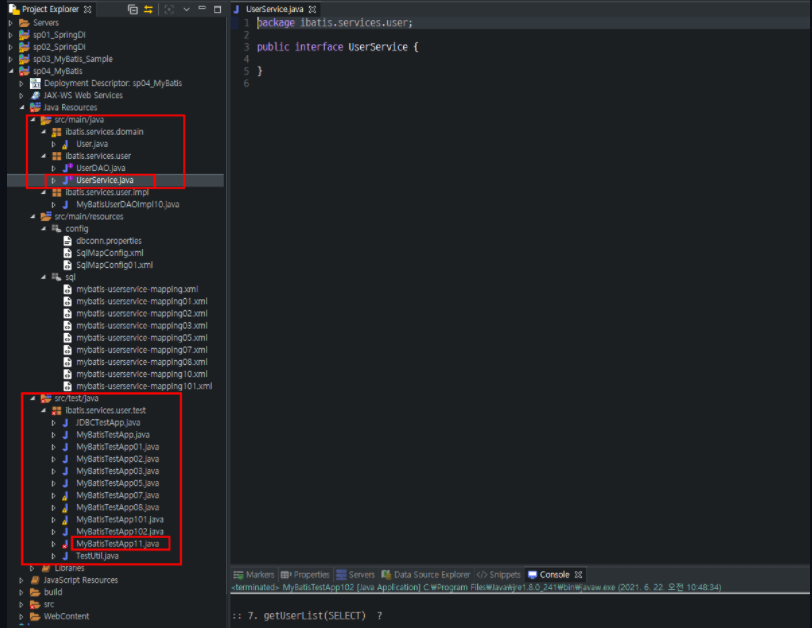 Project Explorer
Servers
sp01_SpringDI
sp02_SpringDI
sp03_MyBatis_Sample
sp04_MyBatis
Deployment Descriptor: sp04_MyBatis
JAX-WS Web Services
Java Resources
src/main/java
ibatis.services.domain
User.java
ibatis.services.user
UserDAO.java
UserService.java
ibatis.services.user.impl
MyBatisUserDAOImpl10.java
src/main/resources
config
dbconn.properties
SqlMapConfig.xml
SqlMapConfig01.xml
sql
mybatis-userservice-mapping.xml
mybatis-userservice-mapping01.xml
mybatis-userservice-mapping02.xml
mybatis-userservice-mapping03.xml
mybatis-userservice-mapping05.xml
mybatis-userservice-mapping07.xml
mybatis-userservice-mapping08.xml
mybatis-userservice-mapping10.xml
mybatis-userservice-mapping101.xml
src/test/java
ibatis.services.user.test
JDBCTestApp.java
MyBatisTestApp.java
MyBatisTestApp01.java
MyBatisTestApp02.java
MyBatisTestApp03.java
MyBatisTestApp05.java
MyBatisTestApp07.java
MyBatisTestApp08.java
MyBatisTestApp101.java
MyBatisTestApp102.java
MyBatisTestApp11.java
TestUtil.java
Libraries
JavaScript Resources
build
src
WebContent
UserService.java
1 package ibatis.services.user;
2
3 public interface UserService {
4
5 }
6
Markers Properties Servers Data Source Explorer Snippets Console
<terminated> MyBatisTestApp102 [Java Application] C:₩Program Files₩Java₩jre1.8.0_241₩bin₩javaw.exe (2021. 6. 22. 오전 10:48:34)
:: 7. getUserList(SELECT) ?